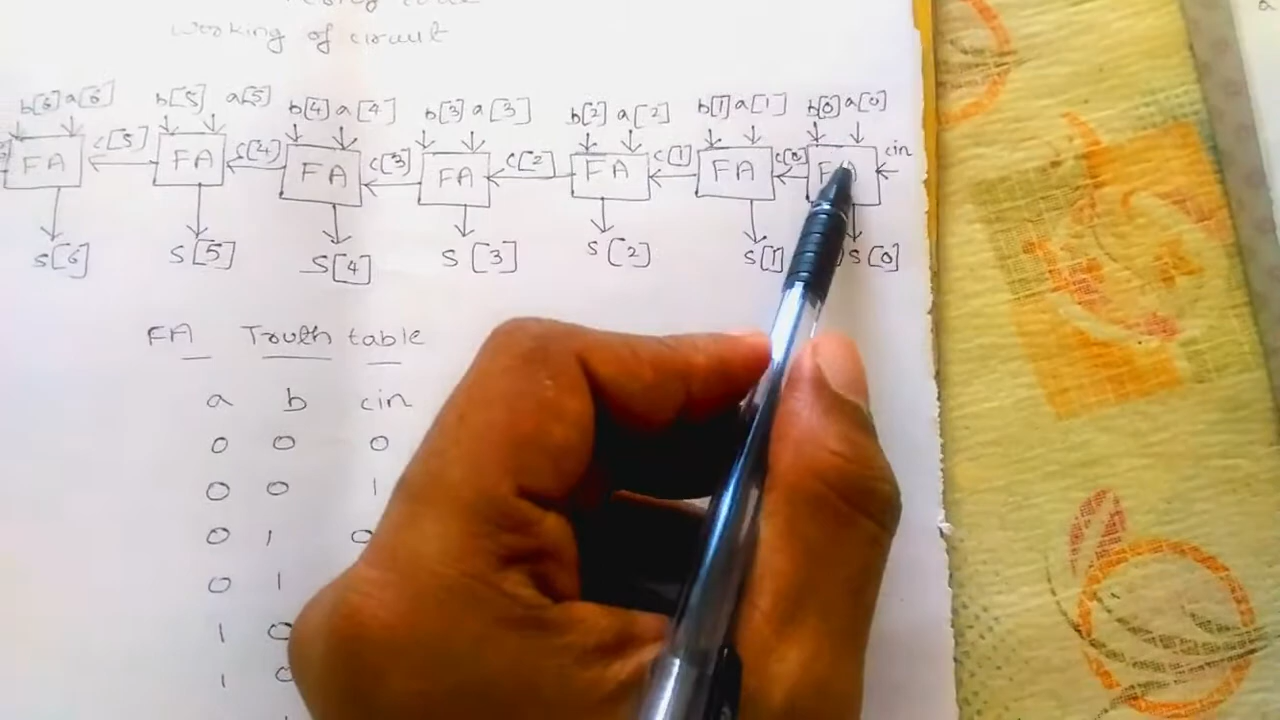 working of circuit
b[6] a[6] b[5] a[5] b[4] a[4] b[3] a[3] b[2] a[2] b[1] a[1] b[0] a[0]
FA c[5] FA c[4] FA c[3] FA c[2] FA c[1] FA c[0] FA cin
s[6] s[5] s[4] s[3] s[2] s[1] s[0]
FA Truth table
a b cin
0 0 0
0 0 1
0 1 0
0 1
1 0
1 0